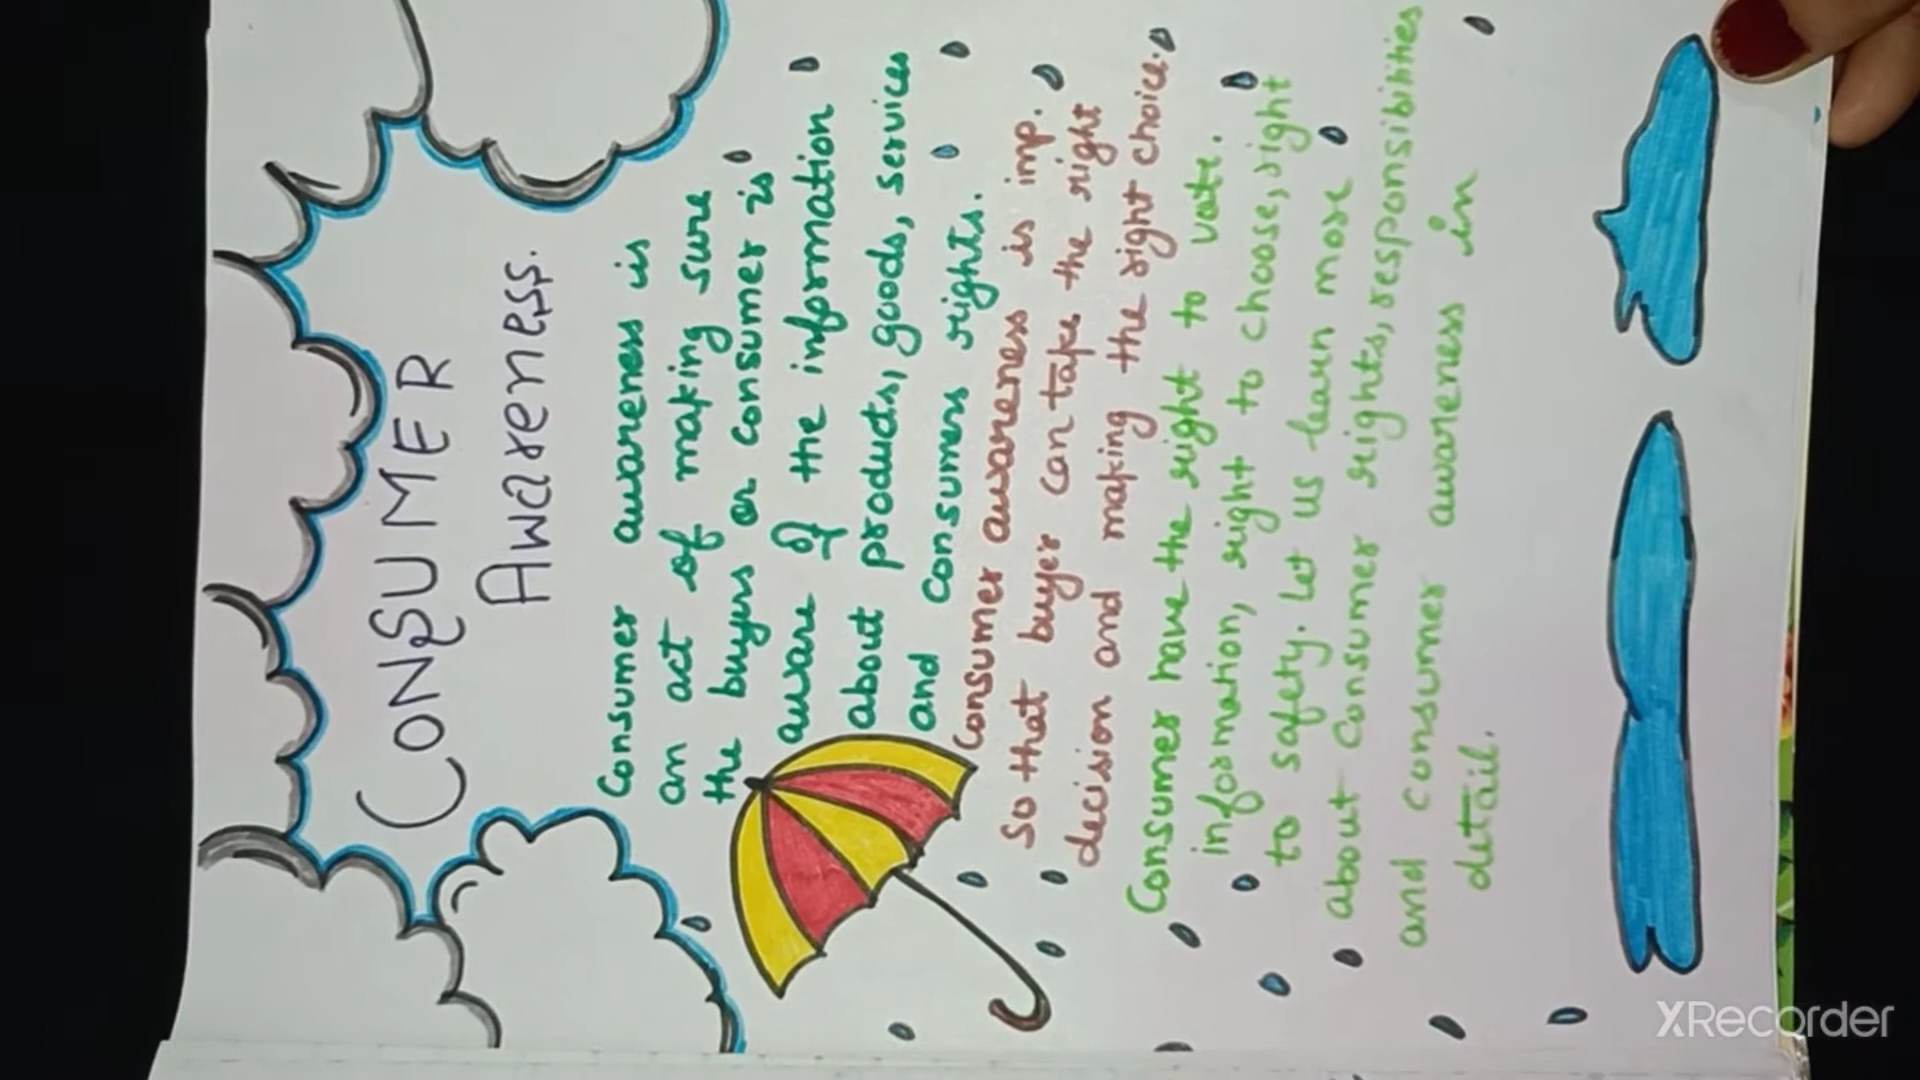 CONSUMER
Awareness.
Consumer awareness is
an act of making sure
the buyers or consumer is
aware of the information
about products, goods, services
and consumers rights.
Consumer awareness is imp.
so that buyer can take the right
decision and making the right choice.
Consumer have the right to vote.
information, right to choose, right
to safety. Let us learn more
about consumer rights, responsibilities
and consumer awareness in
detail.
XRecorder